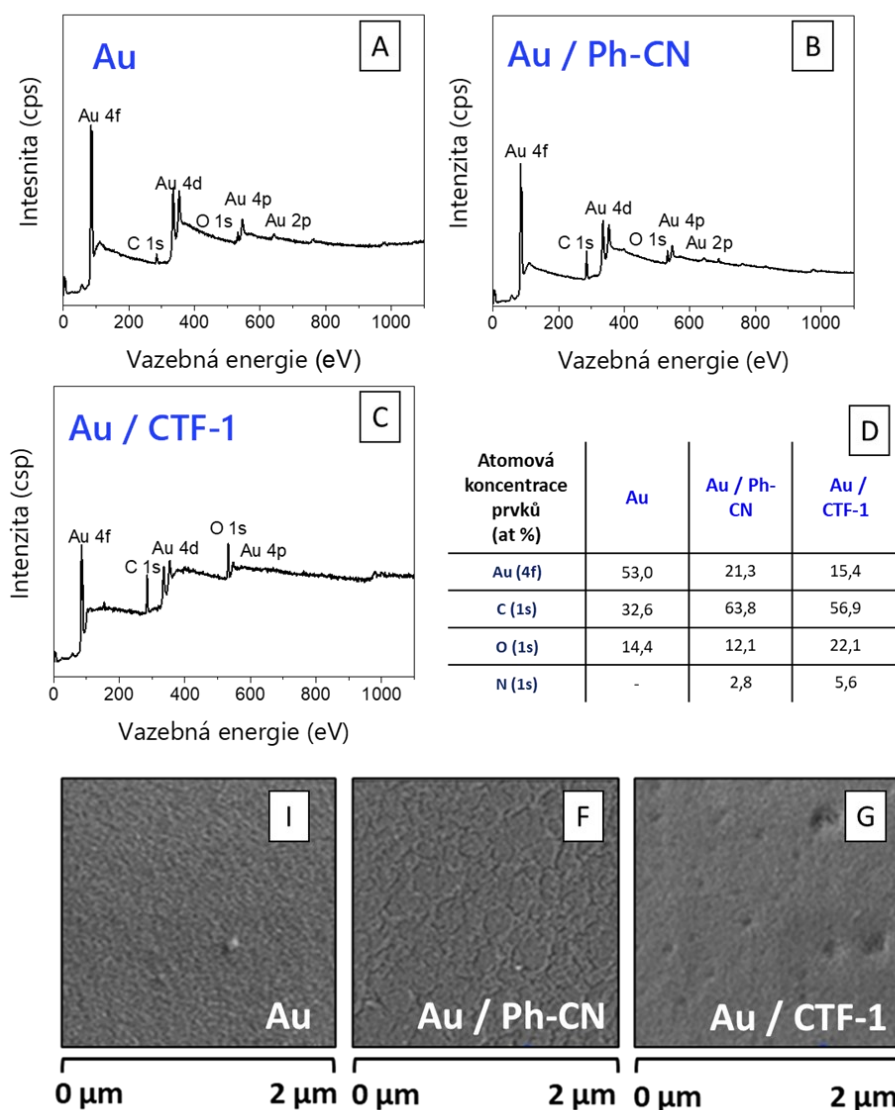 Au
A
Intesnita (cps)
Au 4f
C 1s
Au 4d
O 1s
Au 4p
Au 2p
0 200 400 600 800 1000
Vazebná energie (eV)
Au / Ph-CN
B
Intenzita (cps)
Au 4f
C 1s
Au 4d
O 1s
Au 4p
Au 2p
0 200 400 600 800 1000
Vazebná energie (eV)
Au / CTF-1
C
Intenzita (csp)
Au 4f
C 1s
Au 4d
O 1s
Au 4p
0 200 400 600 800 1000
Vazebná energie (eV)
D
Atomová
koncentrace
prvků
(at %)
Au
Au / Ph-
CN
Au /
CTF-1
Au (4f) 53,0 21,3 15,4
C (1s) 32,6 63,8 56,9
O (1s) 14,4 12,1 22,1
N (1s) - 2,8 5,6
I
Au
0 µm 2 µm
F
Au / Ph-CN
0 µm 2 µm
G
Au / CTF-1
0 µm 2 µm